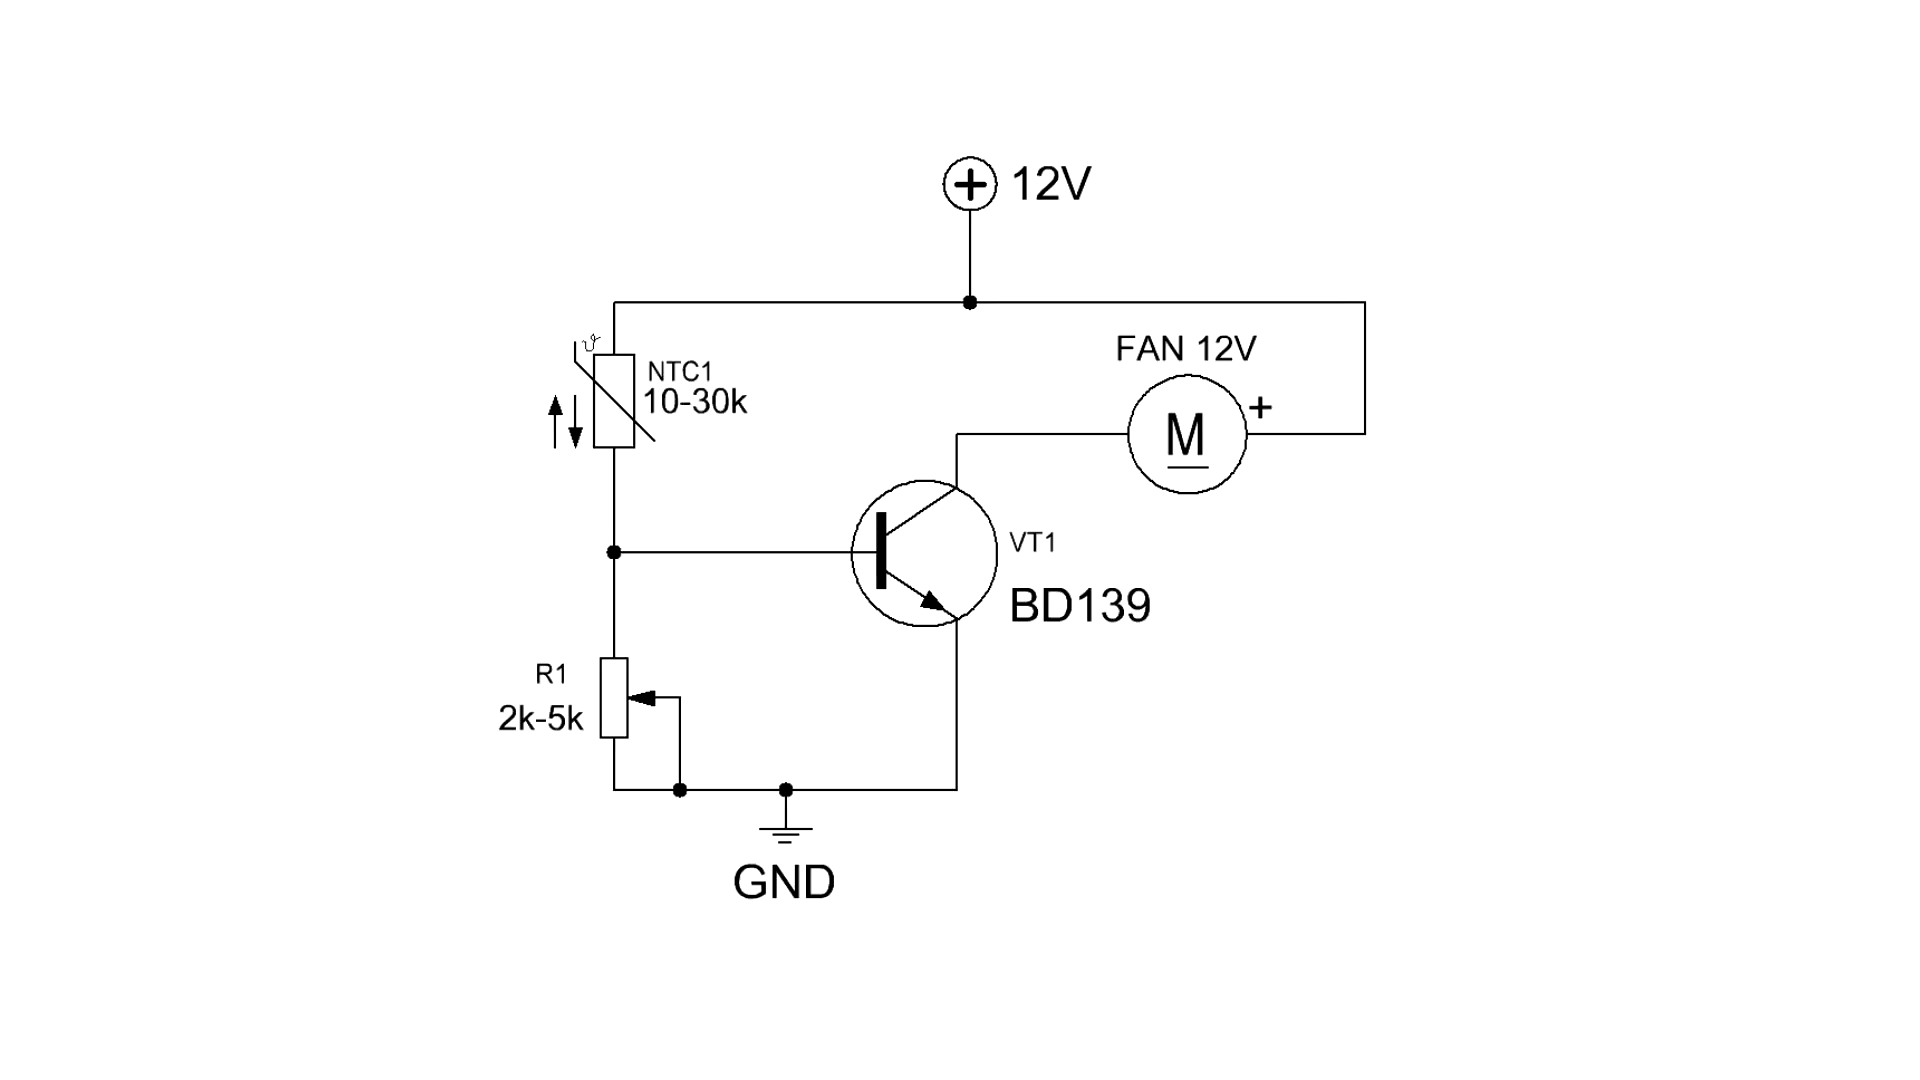 12V
FAN 12V
NTC1
10-30k
+
M
VT1
BD139
R1
2k-5k
GND